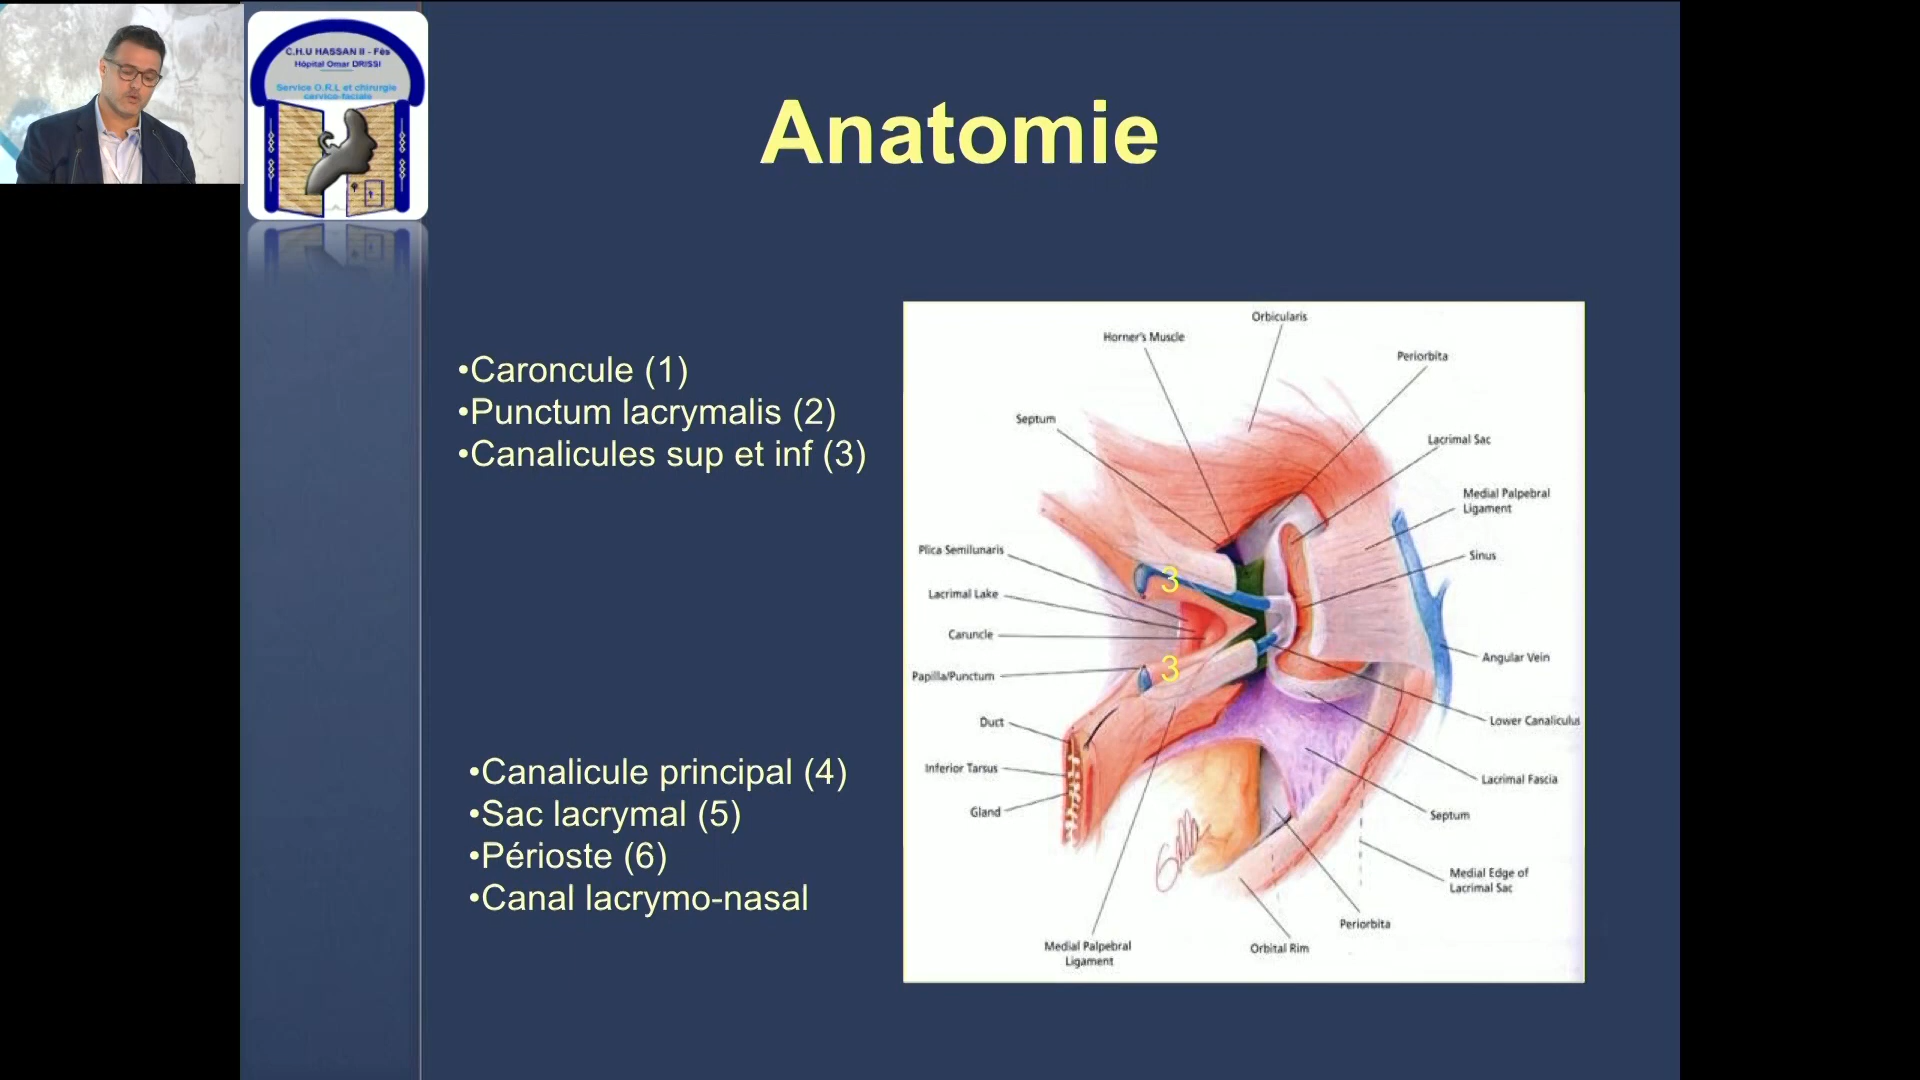 C.H.U HASSAN II - Fès
Hôpital Omar DRISSI
Service O.R.L et chirurgie
cervico-faciale
Anatomie
•Caroncule (1)
•Punctum lacrymalis (2)
•Canalicules sup et inf (3)
•Canalicule principal (4)
•Sac lacrymal (5)
•Périoste (6)
•Canal lacrymo-nasal
Orbicularis
Horner's Muscle
Periorbita
Septum
Lacrimal Sac
Medial Palpebral
Ligament
Plica Semilunaris
Sinus
3
Lacrimal Lake
Caruncle
Angular Vein
3
Papilla/Punctum
Duct
Lower Canaliculus
Inferior Tarsus
Lacrimal Fascia
Gland
Septum
Medial Edge of
Lacrimal Sac
Periorbita
Medial Palpebral
Ligament
Orbital Rim